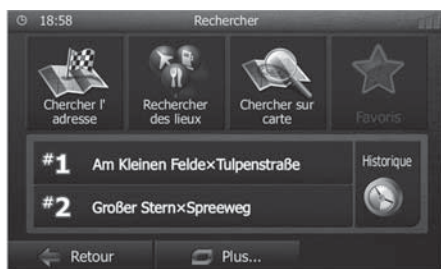 18:58 Rechercher
Chercher l'
adresse
Rechercher
des lieux
Chercher sur
carte
Favoris
#1 Am Kleinen Felde×Tulpenstraße
#2 Großer Stern×Spreeweg
Historique
Retour
Plus...